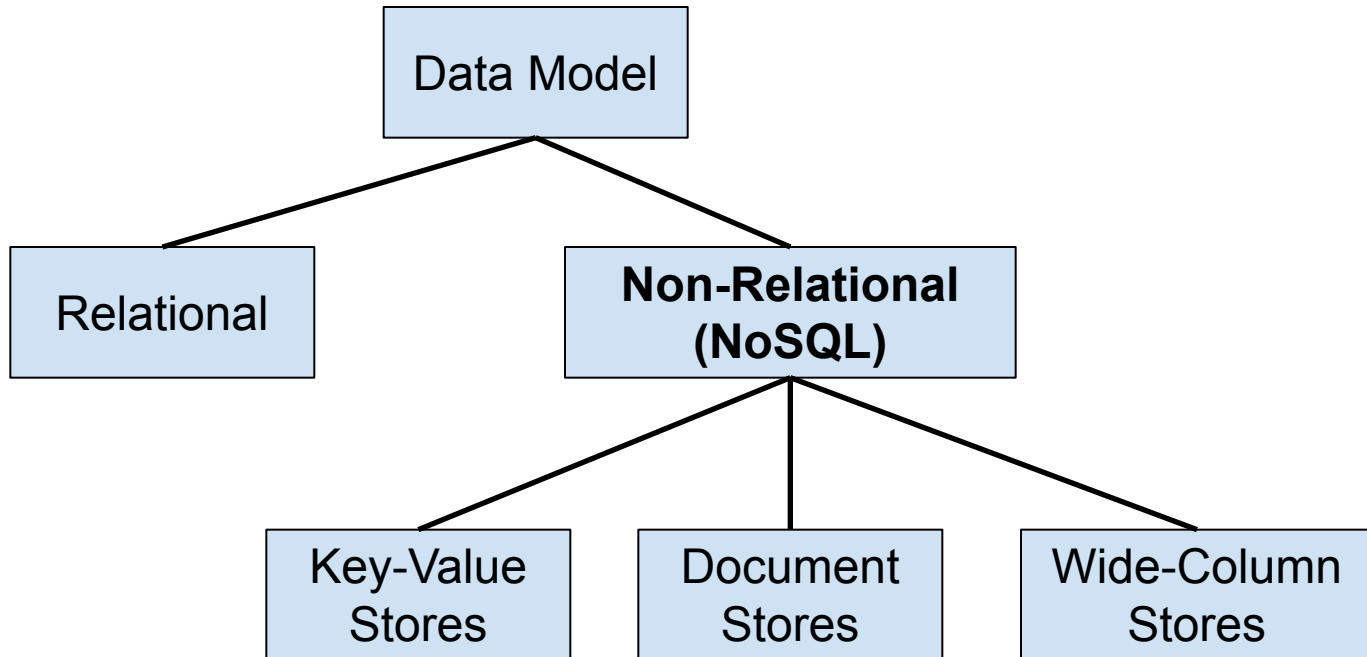 Data Model
Relational
Non-Relational
(NoSQL)
Key-Value
Stores
Document
Stores
Wide-Column
Stores